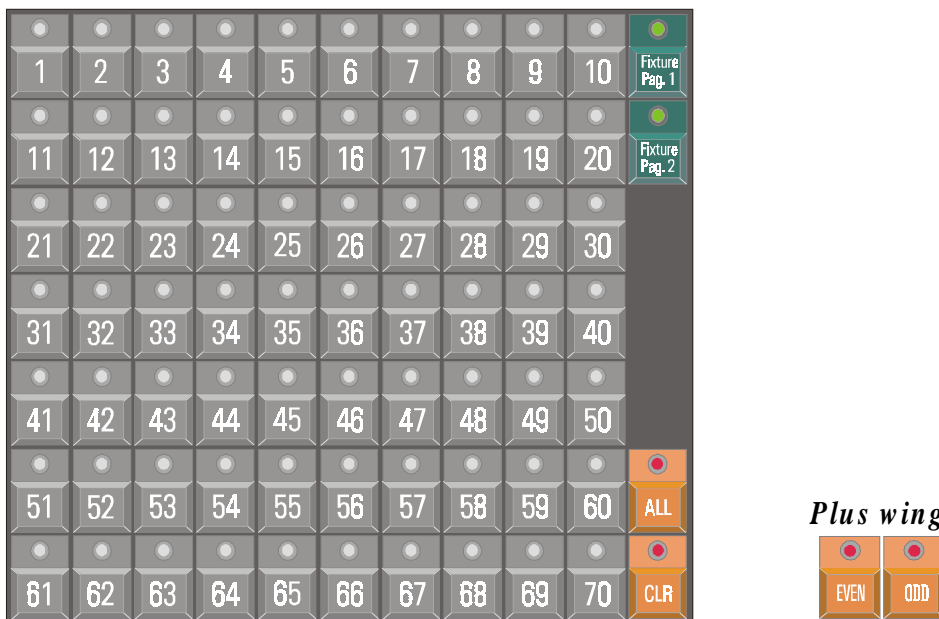 1 2 3 4 5 6 7 8 9 10 Fixture
Pag. 1
11 12 13 14 15 16 17 18 19 20 Fixture
Pag. 2
21 22 23 24 25 26 27 28 29 30
31 32 33 34 35 36 37 38 39 40
41 42 43 44 45 46 47 48 49 50
51 52 53 54 55 56 57 58 59 60 ALL
Plus wing
61 62 63 64 65 66 67 68 69 70 CLR EVEN ODD